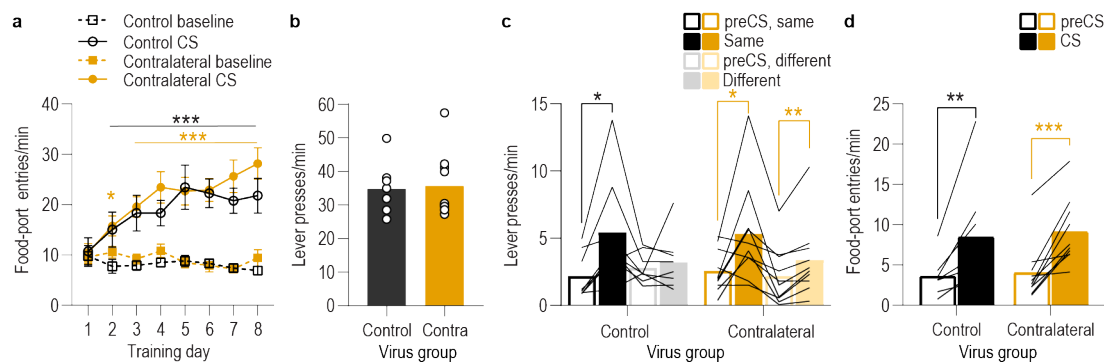 a
Control baseline
Control CS
Contralateral baseline
Contralateral CS
Food-port entries/min
40
30
20
10
0
***
***
*
1 2 3 4 5 6 7 8
Training day
b
Lever presses/min
60
50
40
30
20
10
0
Control Contra
Virus group
c
preCS, same
Same
preCS, different
Different
Lever presses/min
15
10
5
0
*
*
**
Control Contralateral
Virus group
d
preCS
CS
Food-port entries/min
25
20
15
10
5
0
**
***
Control Contralateral
Virus group